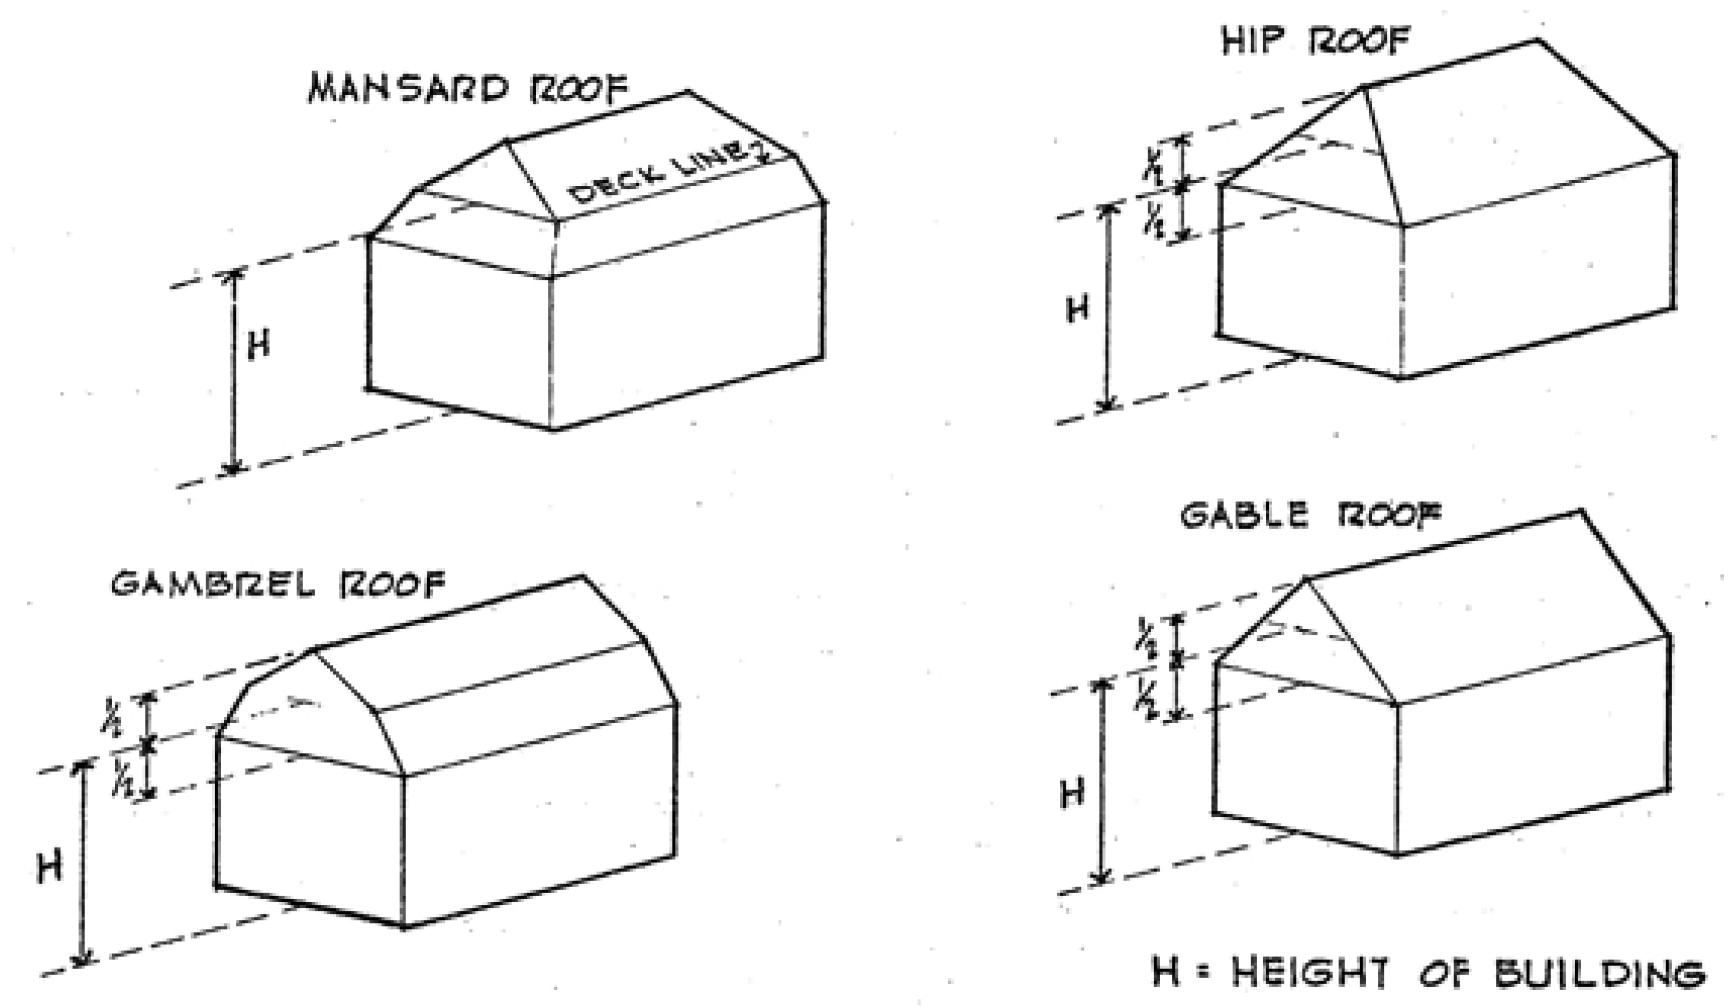 MANSARD ROOF
DECK LINE
H
HIP ROOF
½
½
H
GAMBREL ROOF
½
½
H
GABLE ROOF
½
½
H
H = HEIGHT OF BUILDING